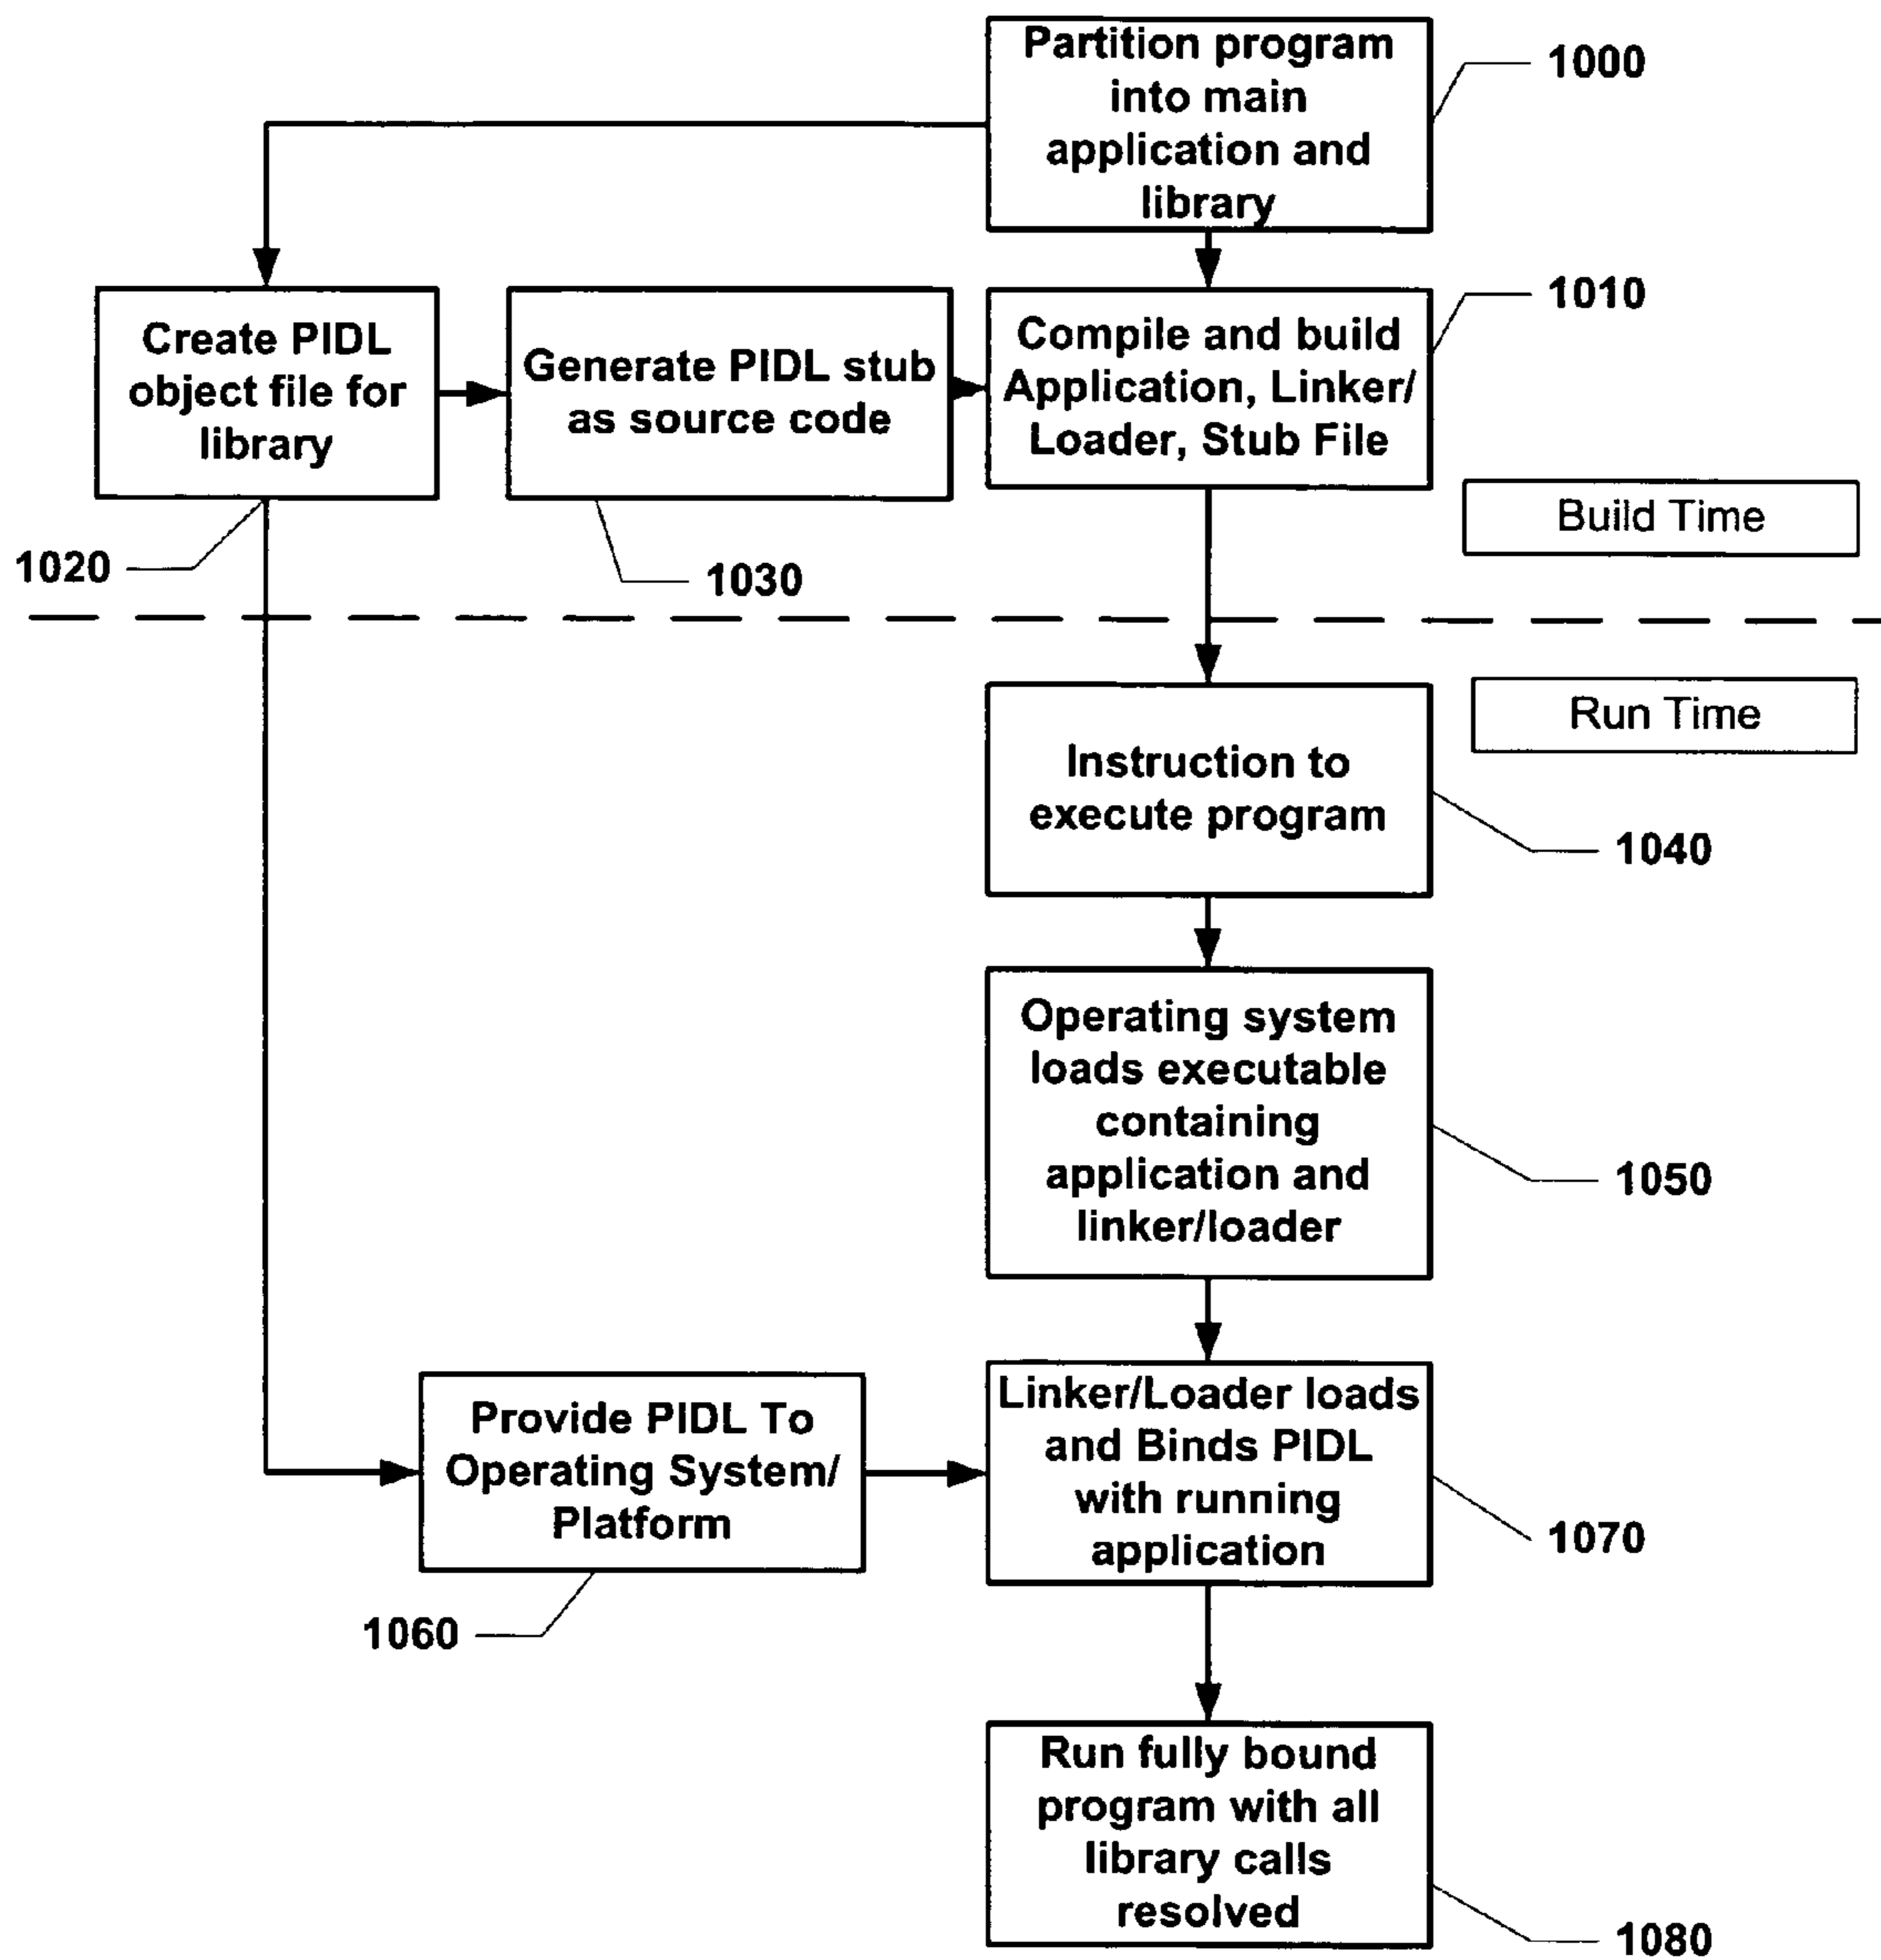 Partition program
into main
application and
library
1000
Create PIDL
object file for
library
Generate PIDL stub
as source code
Compile and build
Application, Linker/
Loader, Stub File
1010
Build Time
1020
1030
Run Time
Instruction to
execute program
1040
Operating system
loads executable
containing
application and
linker/loader
1050
Provide PIDL To
Operating System/
Platform
Linker/Loader loads
and Binds PIDL
with running
application
1070
1060
Run fully bound
program with all
library calls
resolved
1080